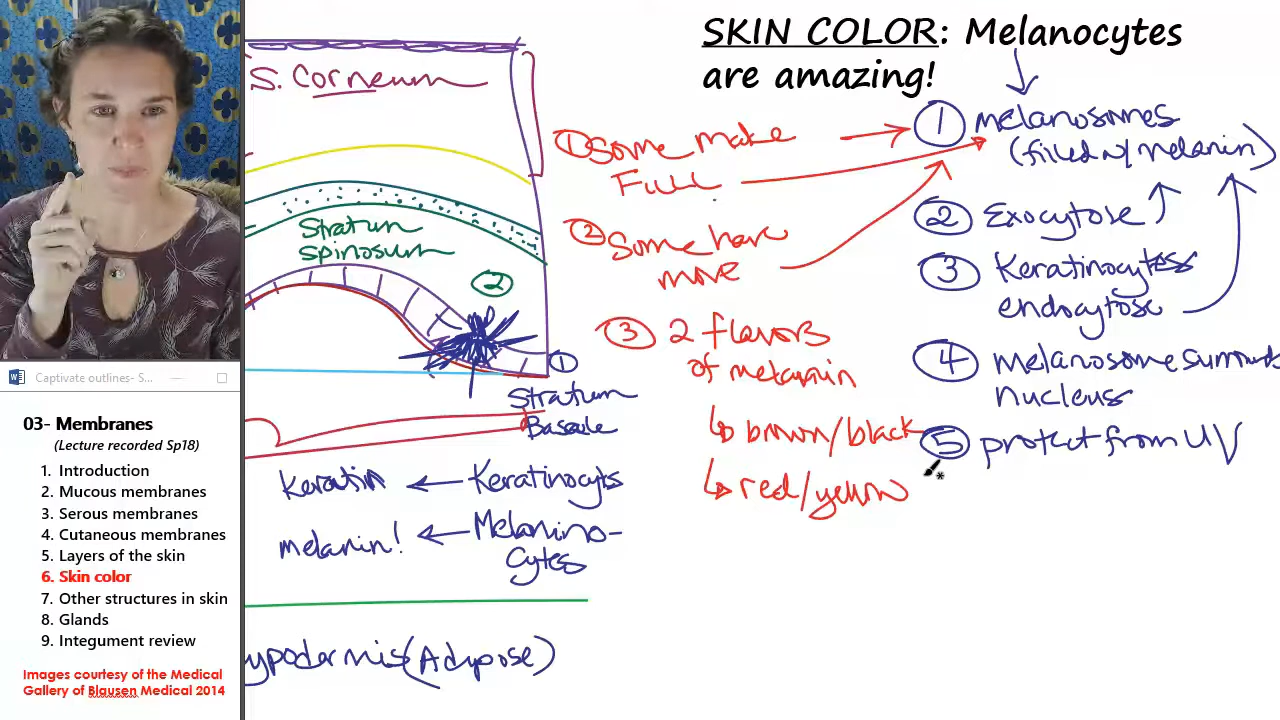 SKIN COLOR: Melanocytes
are amazing!
S. Corneum
Stratum
spinosum
②
①
Stratum
Basale
keratin ← Keratinocyts
melanin! ← Melanino-
cytes
ypodermis (Adipose)
① Some make
Full
② Some have
more
③ 2 flavors
of melanin
↳ brown/black
↳ red/yellow
① melanosomes
(filled w/ melanin)
② Exocytose
③ Keratinocytes
endocytose
④ melanosome surrounds
nucleus
⑤ protect from UV
Captivate outlines- S...
03- Membranes
(Lecture recorded Sp18)
1. Introduction
2. Mucous membranes
3. Serous membranes
4. Cutaneous membranes
5. Layers of the skin
6. Skin color
7. Other structures in skin
8. Glands
9. Integument review
Images courtesy of the Medical
Gallery of Blausen Medical 2014